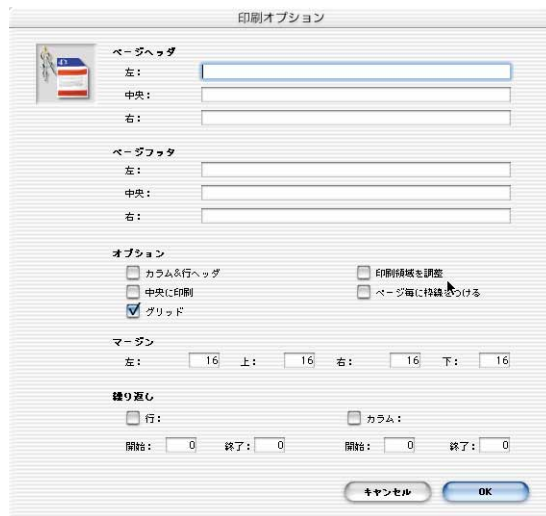 印刷オプション
ページヘッダ
左：
中央：
右：
ページフッタ
左：
中央：
右：
オプション
カラム&行ヘッダ
印刷領域を調整
中央に印刷
ページ毎に枠線をつける
グリッド
マージン
左： 16 上： 16 右： 16 下： 16
繰り返し
行：
カラム：
開始： 0 終了： 0 開始： 0 終了： 0
キャンセル OK